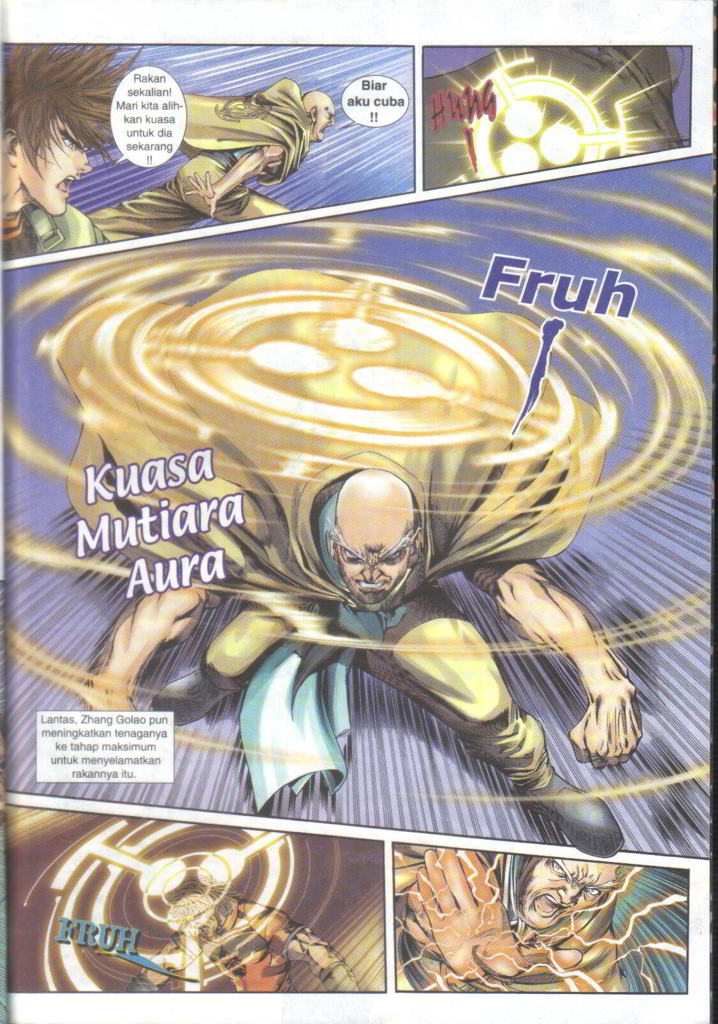 Rakan
sekalian!
Mari kita alih-
kan kuasa
untuk dia
sekarang
!!
Biar
aku cuba
!!
HUNG
!
Fruh
!
Kuasa
Mutiara
Aura
Lantas, Zhang Golao pun
meningkatkan tenaganya
ke tahap maksimum
untuk menyelamatkan
rakannya itu.
FRUH